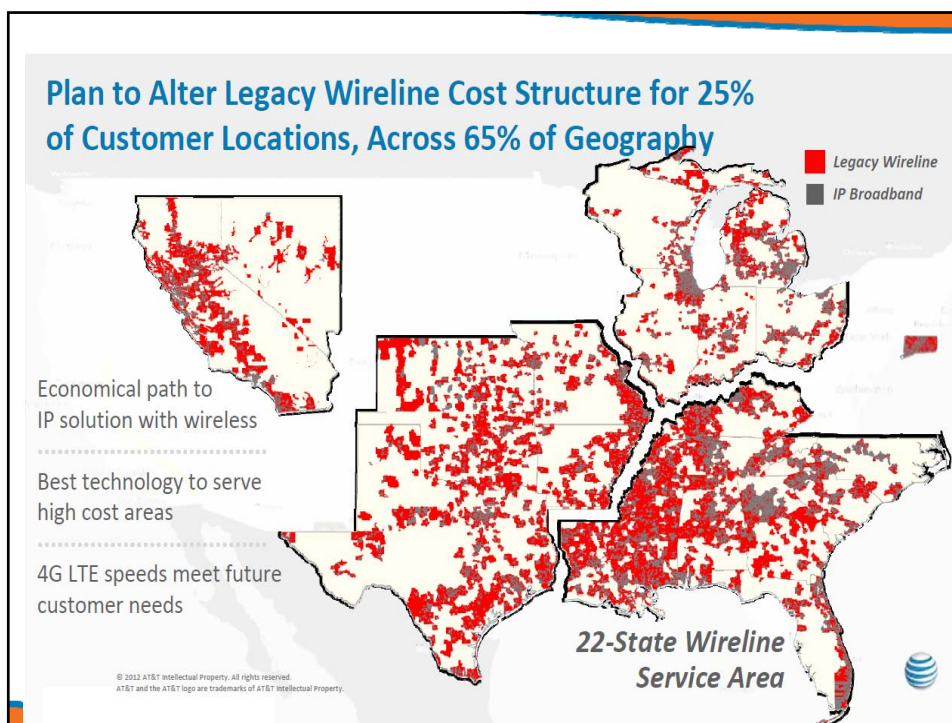 Plan to Alter Legacy Wireline Cost Structure for 25%
of Customer Locations, Across 65% of Geography
Legacy Wireline
IP Broadband
Economical path to
IP solution with wireless
Best technology to serve
high cost areas
4G LTE speeds meet future
customer needs
22-State Wireline
Service Area
© 2012 AT&T Intellectual Property. All rights reserved.
AT&T and the AT&T logo are trademarks of AT&T Intellectual Property.